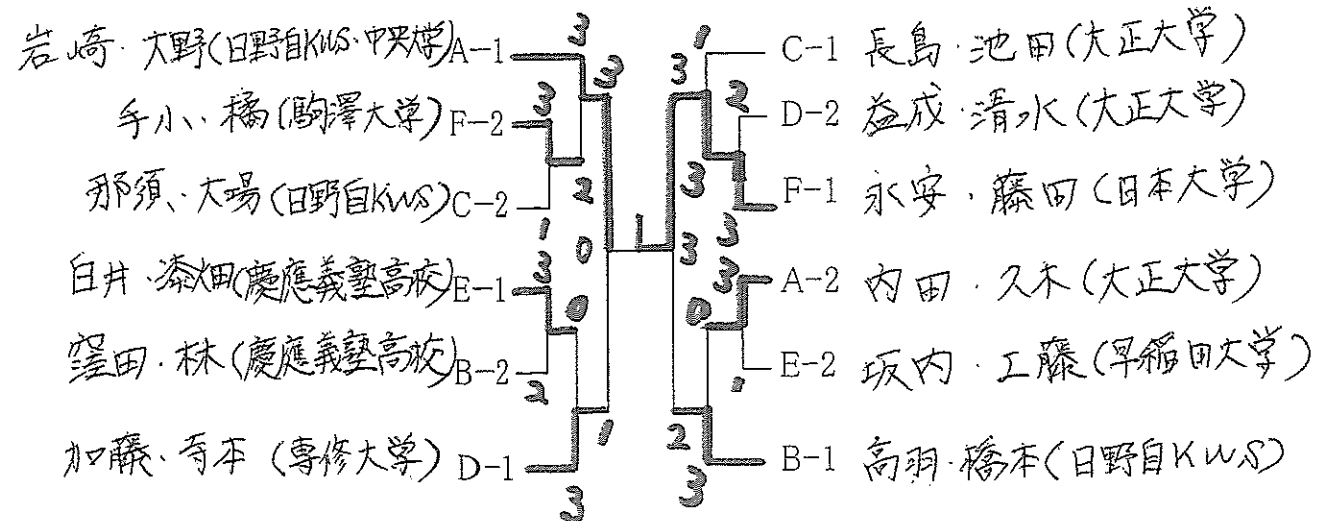 岩崎・大野(日野自KWS・中央大学) A-1
手小・橘(駒澤大学) F-2
那須・大場(日野自KWS) C-2
白井・漆畑(慶應義塾高校) E-1
窪田・林(慶應義塾高校) B-2
加藤・寺本(専修大学) D-1
3
3
3
2
1
0
3
0
2
1
3
1
C-1 長島・池田(大正大学)
D-2 益成・清水(大正大学)
F-1 永安・藤田(日本大学)
A-2 内田・久木(大正大学)
E-2 坂内・工藤(早稲田大学)
B-1 高羽・橋本(日野自KWS)
1
3
2
3
3
3
3
0
1
2
3